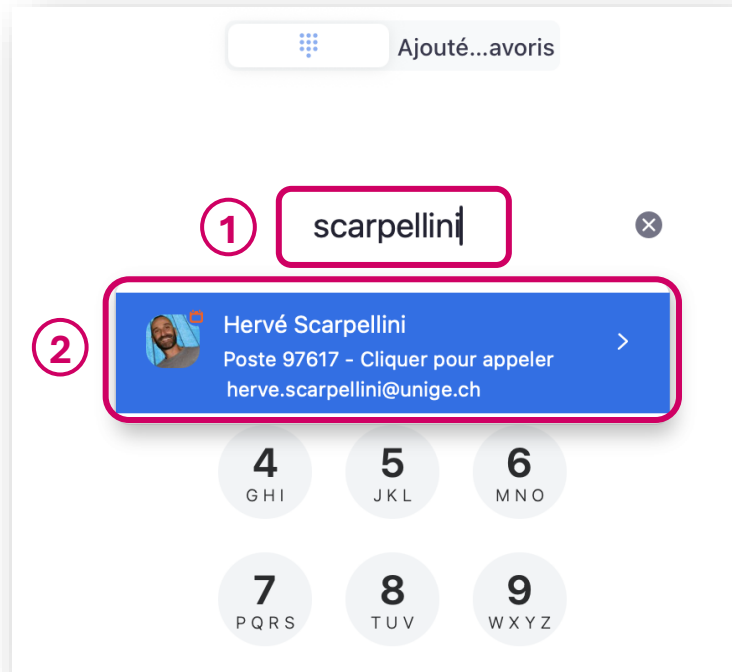 Ajouté...avoris
1
scarpellini
2
Hervé Scarpellini
Poste 97617 - Cliquer pour appeler
herve.scarpellini@unige.ch
4 5 6
GHI JKL MNO
7 8 9
PQRS TUV WXYZ